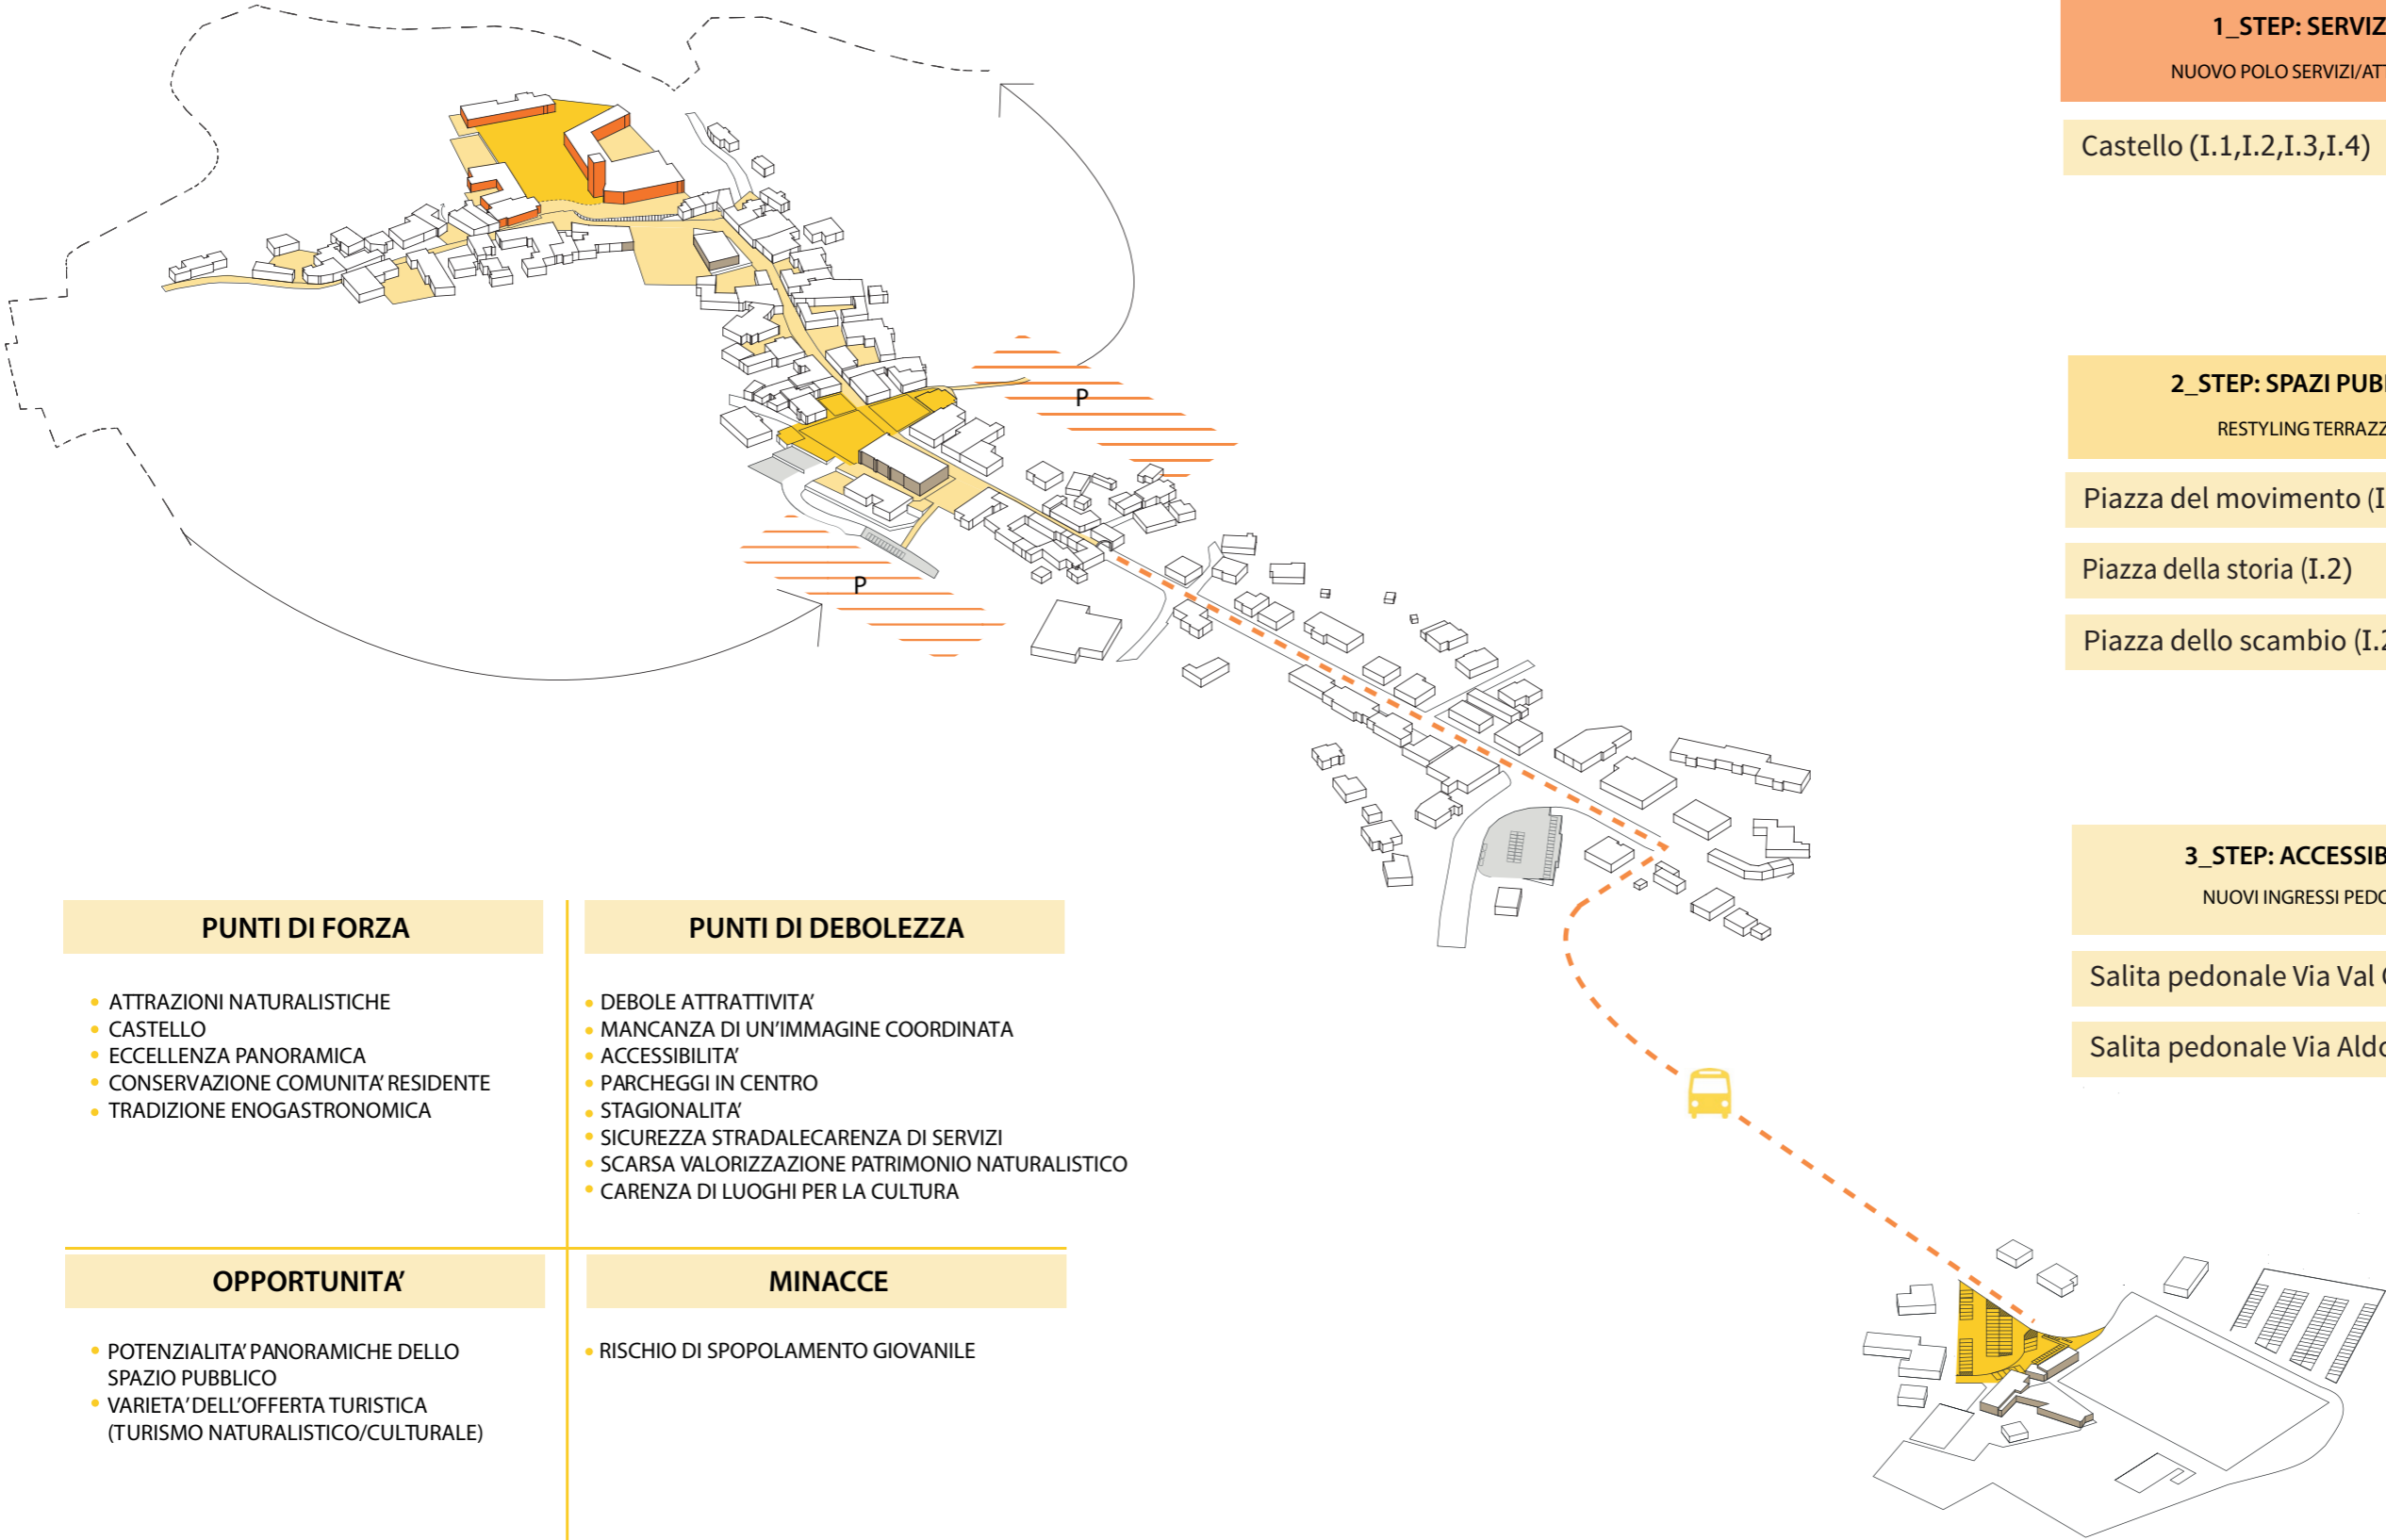 1_STEP: SERVIZ
NUOVO POLO SERVIZI/ATT
Castello (I.1,I.2,I.3,I.4)
P
P
2_STEP: SPAZI PUB
RESTYLING TERRAZZ
Piazza del movimento (I
Piazza della storia (I.2)
Piazza dello scambio (I.2
3_STEP: ACCESSIB
NUOVI INGRESSI PEDO
Salita pedonale Via Val
Salita pedonale Via Aldo
PUNTI DI FORZA
• ATTRAZIONI NATURALISTICHE
• CASTELLO
• ECCELLENZA PANORAMICA
• CONSERVAZIONE COMUNITA' RESIDENTE
• TRADIZIONE ENOGASTRONOMICA
PUNTI DI DEBOLEZZA
• DEBOLE ATTRATTIVITA'
• MANCANZA DI UN'IMMAGINE COORDINATA
• ACCESSIBILITA'
• PARCHEGGI IN CENTRO
• STAGIONALITA'
• SICUREZZA STRADALECARENZA DI SERVIZI
• SCARSA VALORIZZAZIONE PATRIMONIO NATURALISTICO
• CARENZA DI LUOGHI PER LA CULTURA
OPPORTUNITA'
• POTENZIALITA' PANORAMICHE DELLO
SPAZIO PUBBLICO
• VARIETA' DELL'OFFERTA TURISTICA
(TURISMO NATURALISTICO/CULTURALE)
MINACCE
• RISCHIO DI SPOPOLAMENTO GIOVANILE